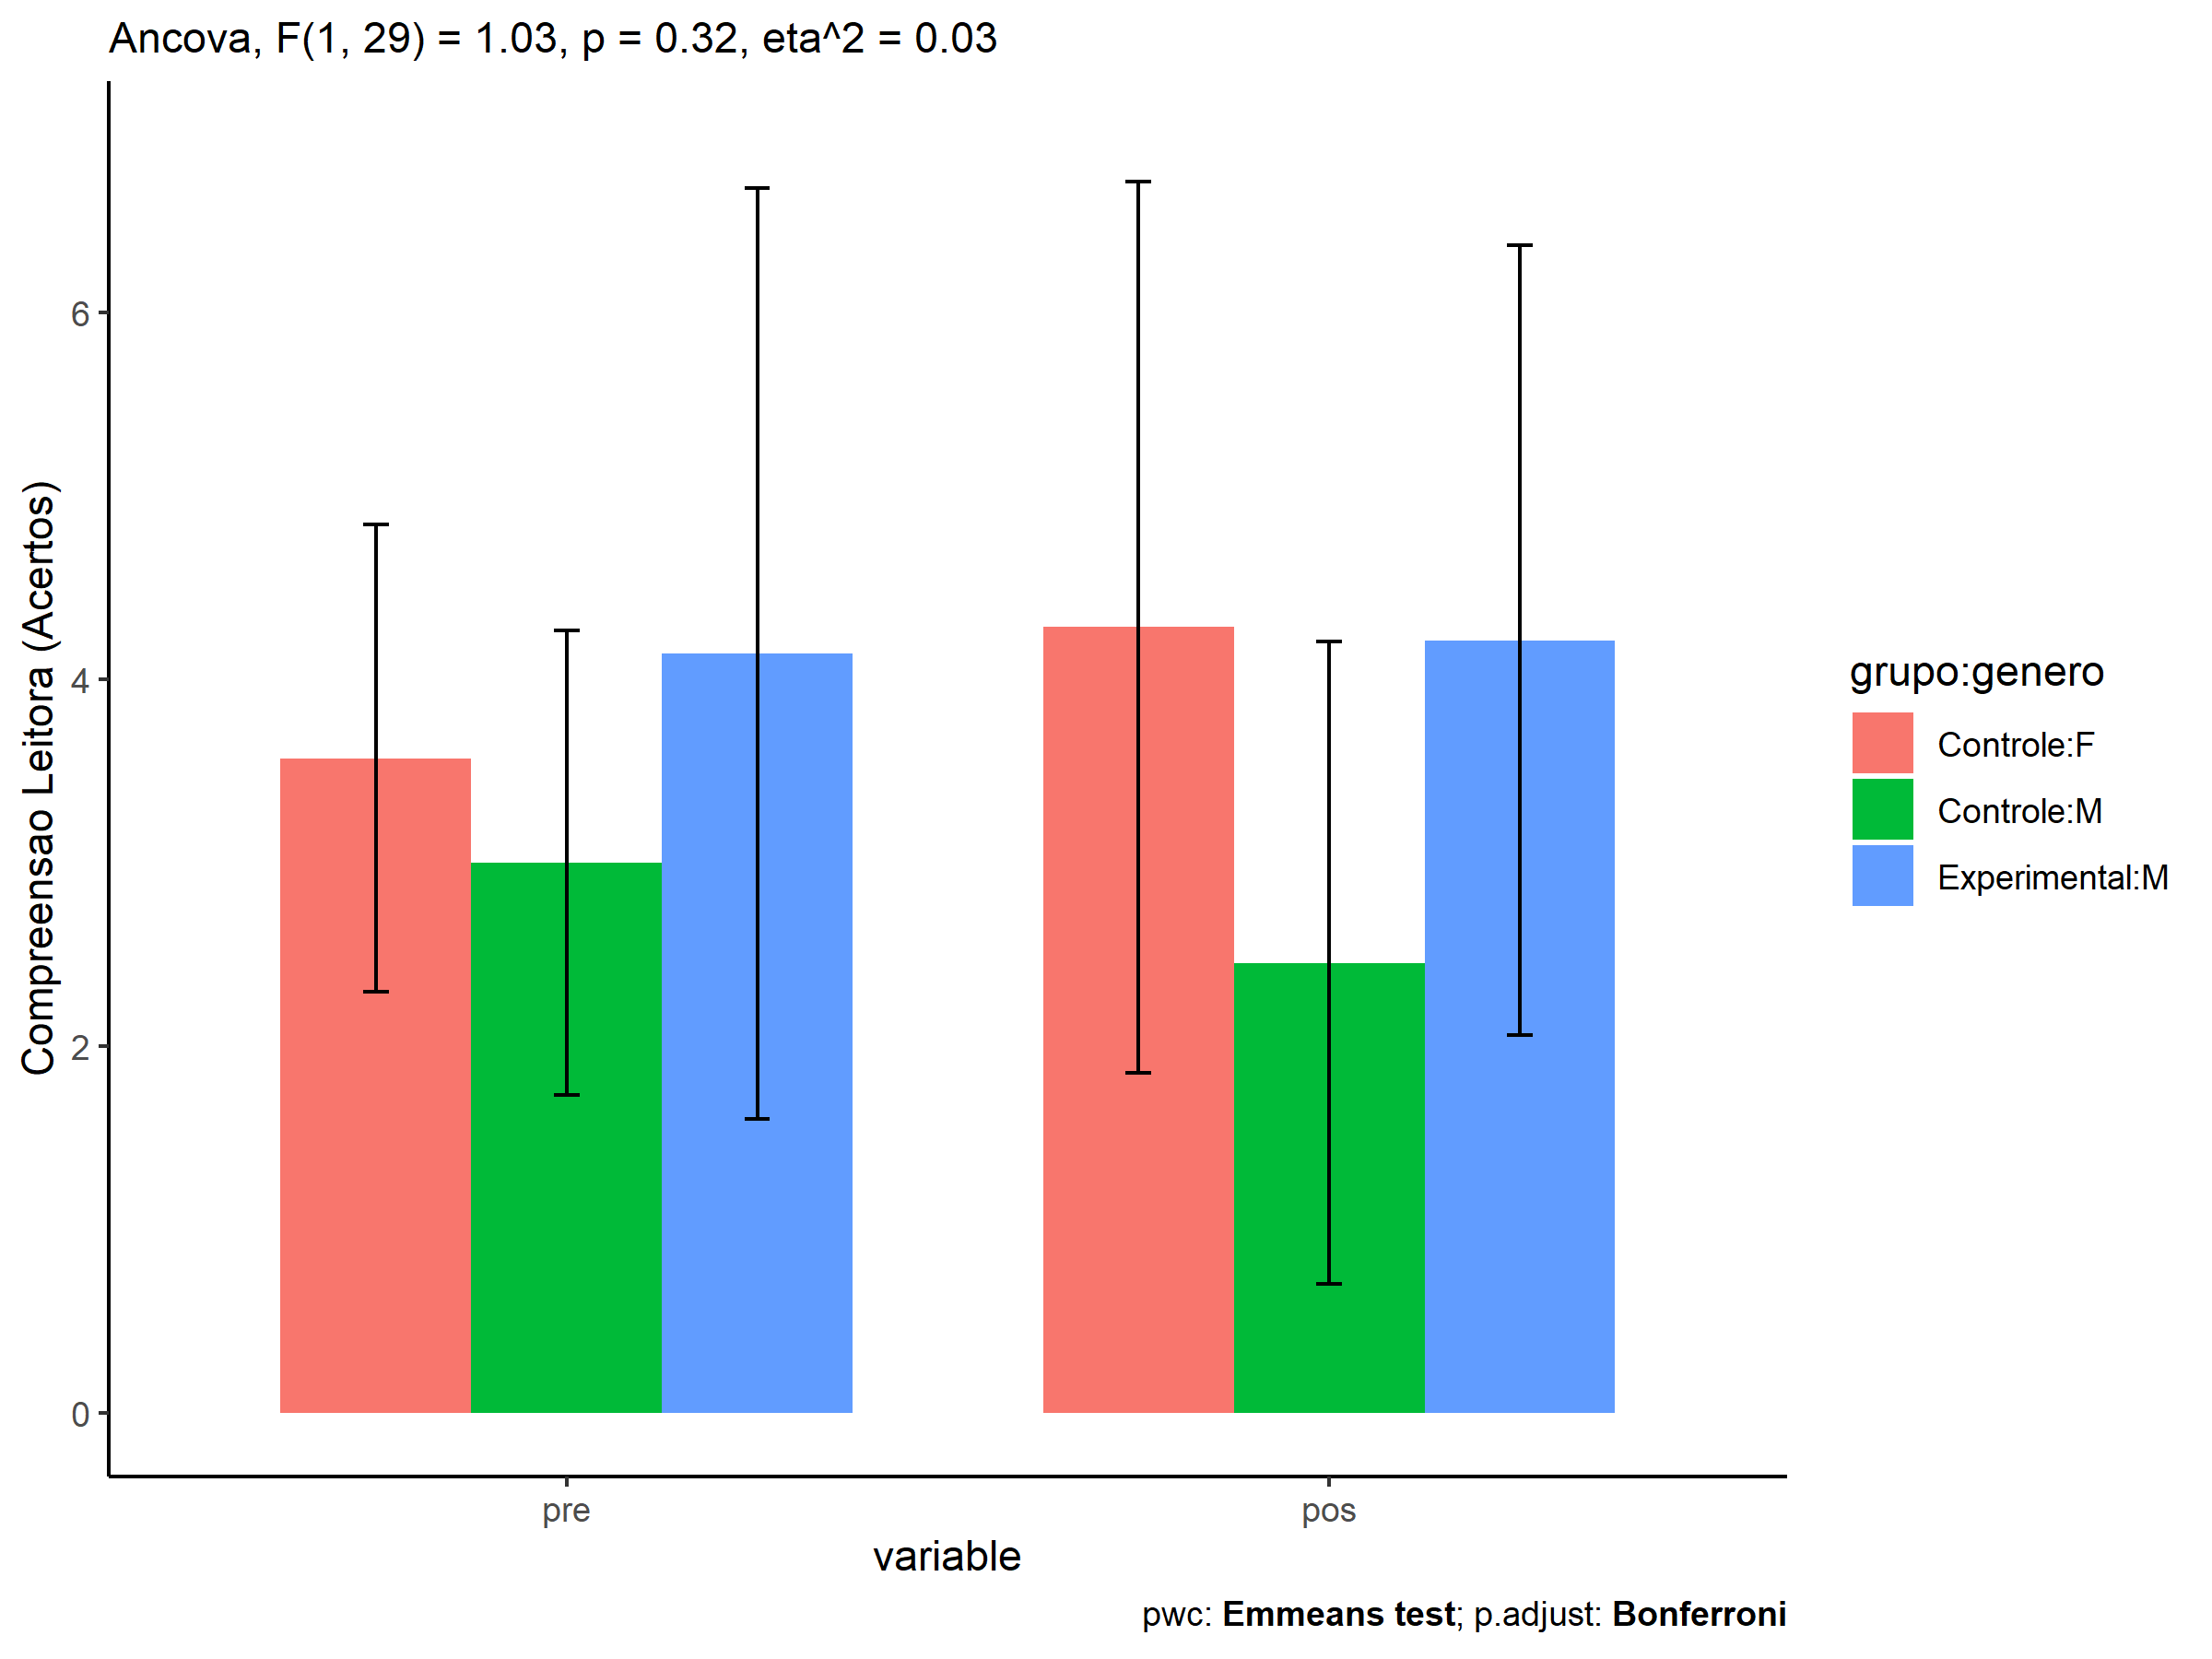 Ancova, F(1, 29) = 1.03, p = 0.32, eta^2 = 0.03
Compreensao Leitora (Acertos)
6
4
2
0
pre
pos
variable
grupo:genero
Controle:F
Controle:M
Experimental:M
pwc: Emmeans test; p.adjust: Bonferroni